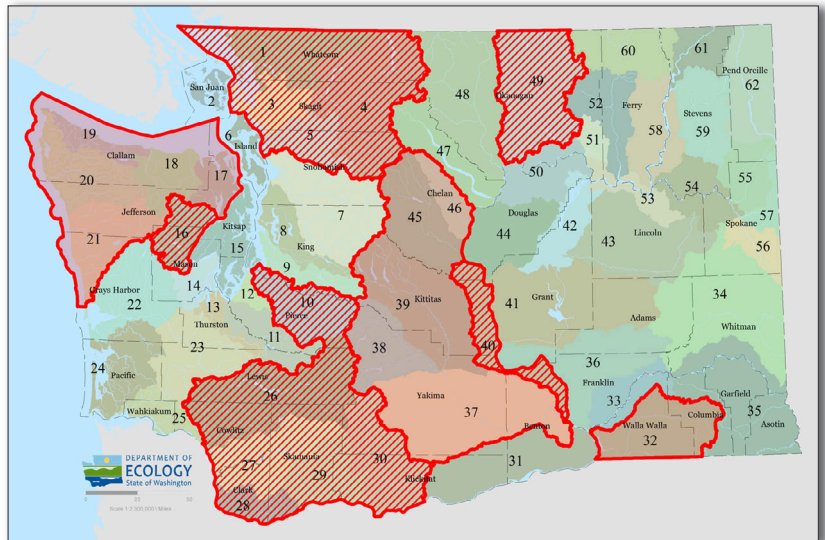 1
Whatcom
60
61
San Juan
2
Pend Oreille
62
3
Skagit
4
48
Okanogan
49
52
Ferry
Stevens
59
19
6
Island
5
51
58
Clallam
18
47
Snohomish
20
17
50
54
55
Chelan
46
53
Jefferson
Kitsap
7
45
Douglas
42
57
21
16
15
8
King
44
43
Lincoln
Spokane
56
Mason
9
Grays Harbor
14
12
10
39
Kittitas
41
Grant
34
22
13
Pierce
Adams
Thurston
11
Whitman
23
38
40
36
24
Pacific
Lewis
26
Franklin
33
Garfield
Yakima
37
Columbia
35
Wahkiakum
25
Cowlitz
Benton
Walla Walla
32
Asotin
27
Skamania
29
30
31
Klickitat
Clark
28
DEPARTMENT OF
ECOLOGY
State of Washington